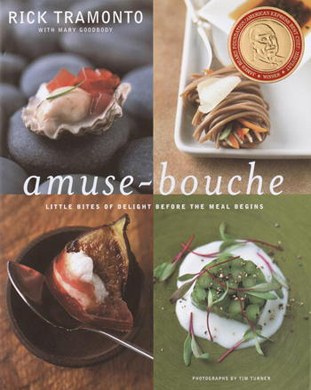 RICK TRAMONTO
WITH MARY GOODBODY
amuse-bouche
LITTLE BITES OF DELIGHT BEFORE THE MEAL BEGINS
PHOTOGRAPHS BY TIM TURNER